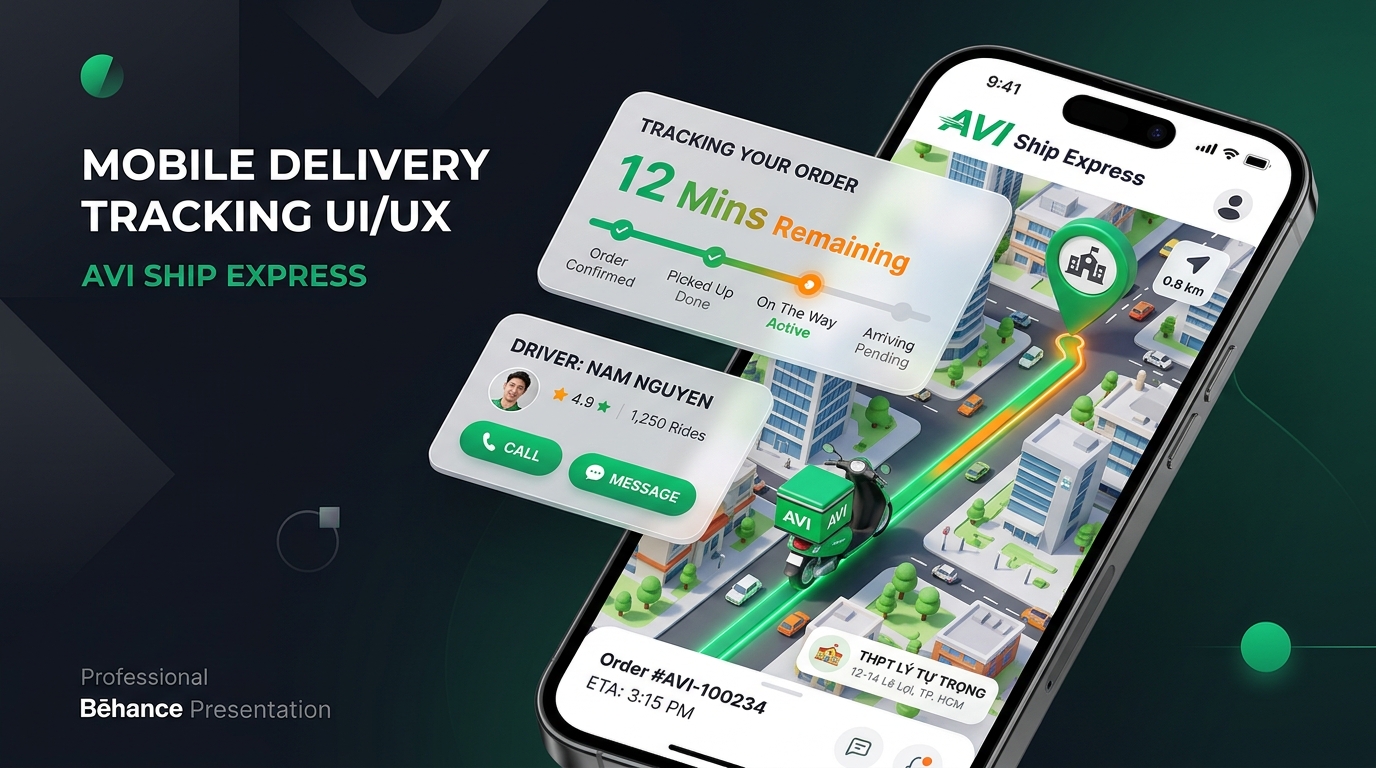 MOBILE DELIVERY
TRACKING UI/UX
AVI SHIP EXPRESS
TRACKING YOUR ORDER
12 Mins Remaining
Order
Confirmed
Picked Up
Done
On The Way
Active
Arriving
Pending
DRIVER: NAM NGUYEN
4.9
1,250 Rides
CALL
MESSAGE
9:41
AVI Ship Express
0.8 km
AVI
AVI
THPT LÝ TỰ TRỌNG
12-14 Lê Lợi, TP. HCM
Order #AVI-100234
ETA: 3:15 PM
Professional
Bēhance Presentation